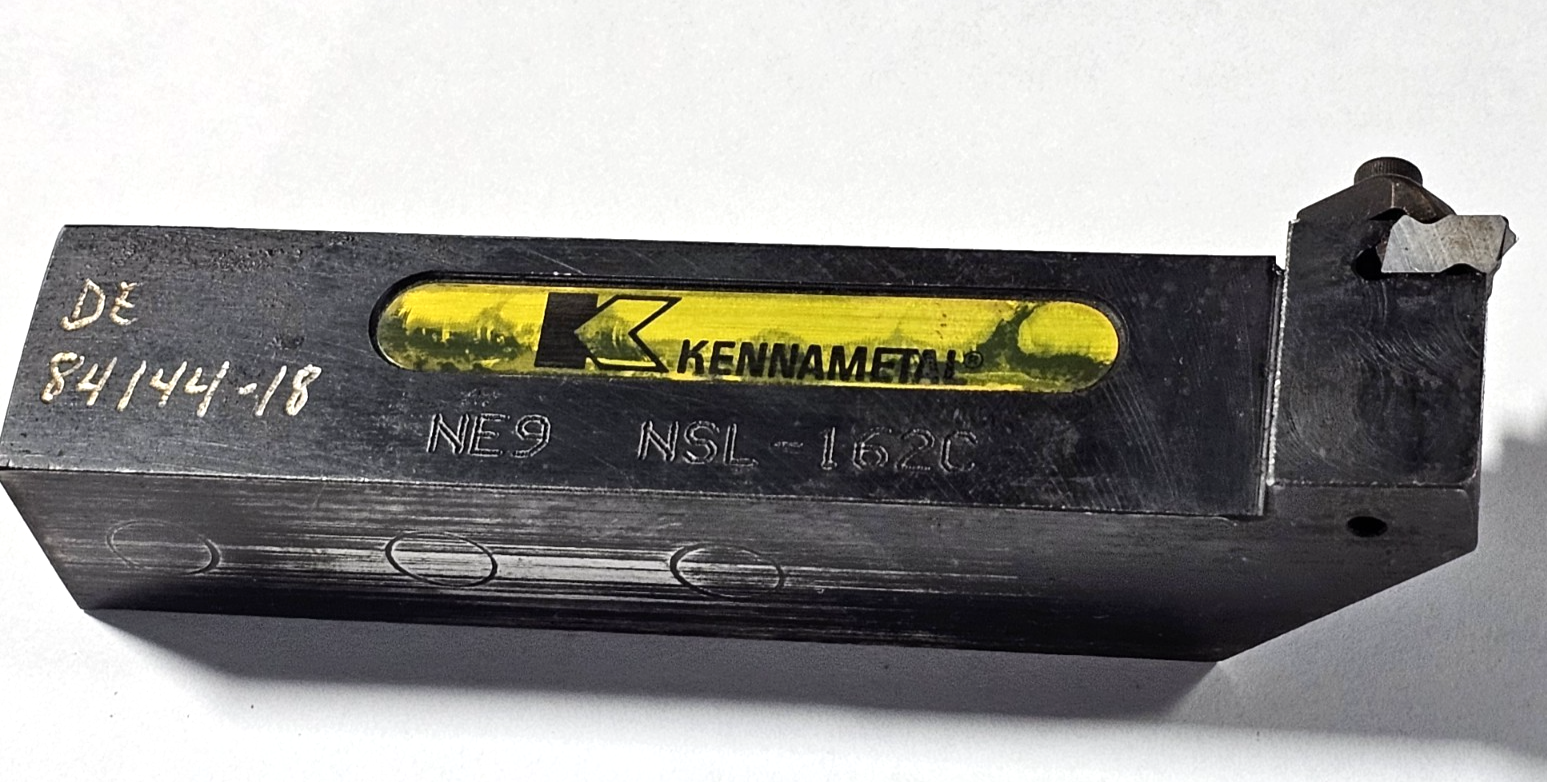 DE
84144-18
KENNAMETAL®
NE9 NSL-162C